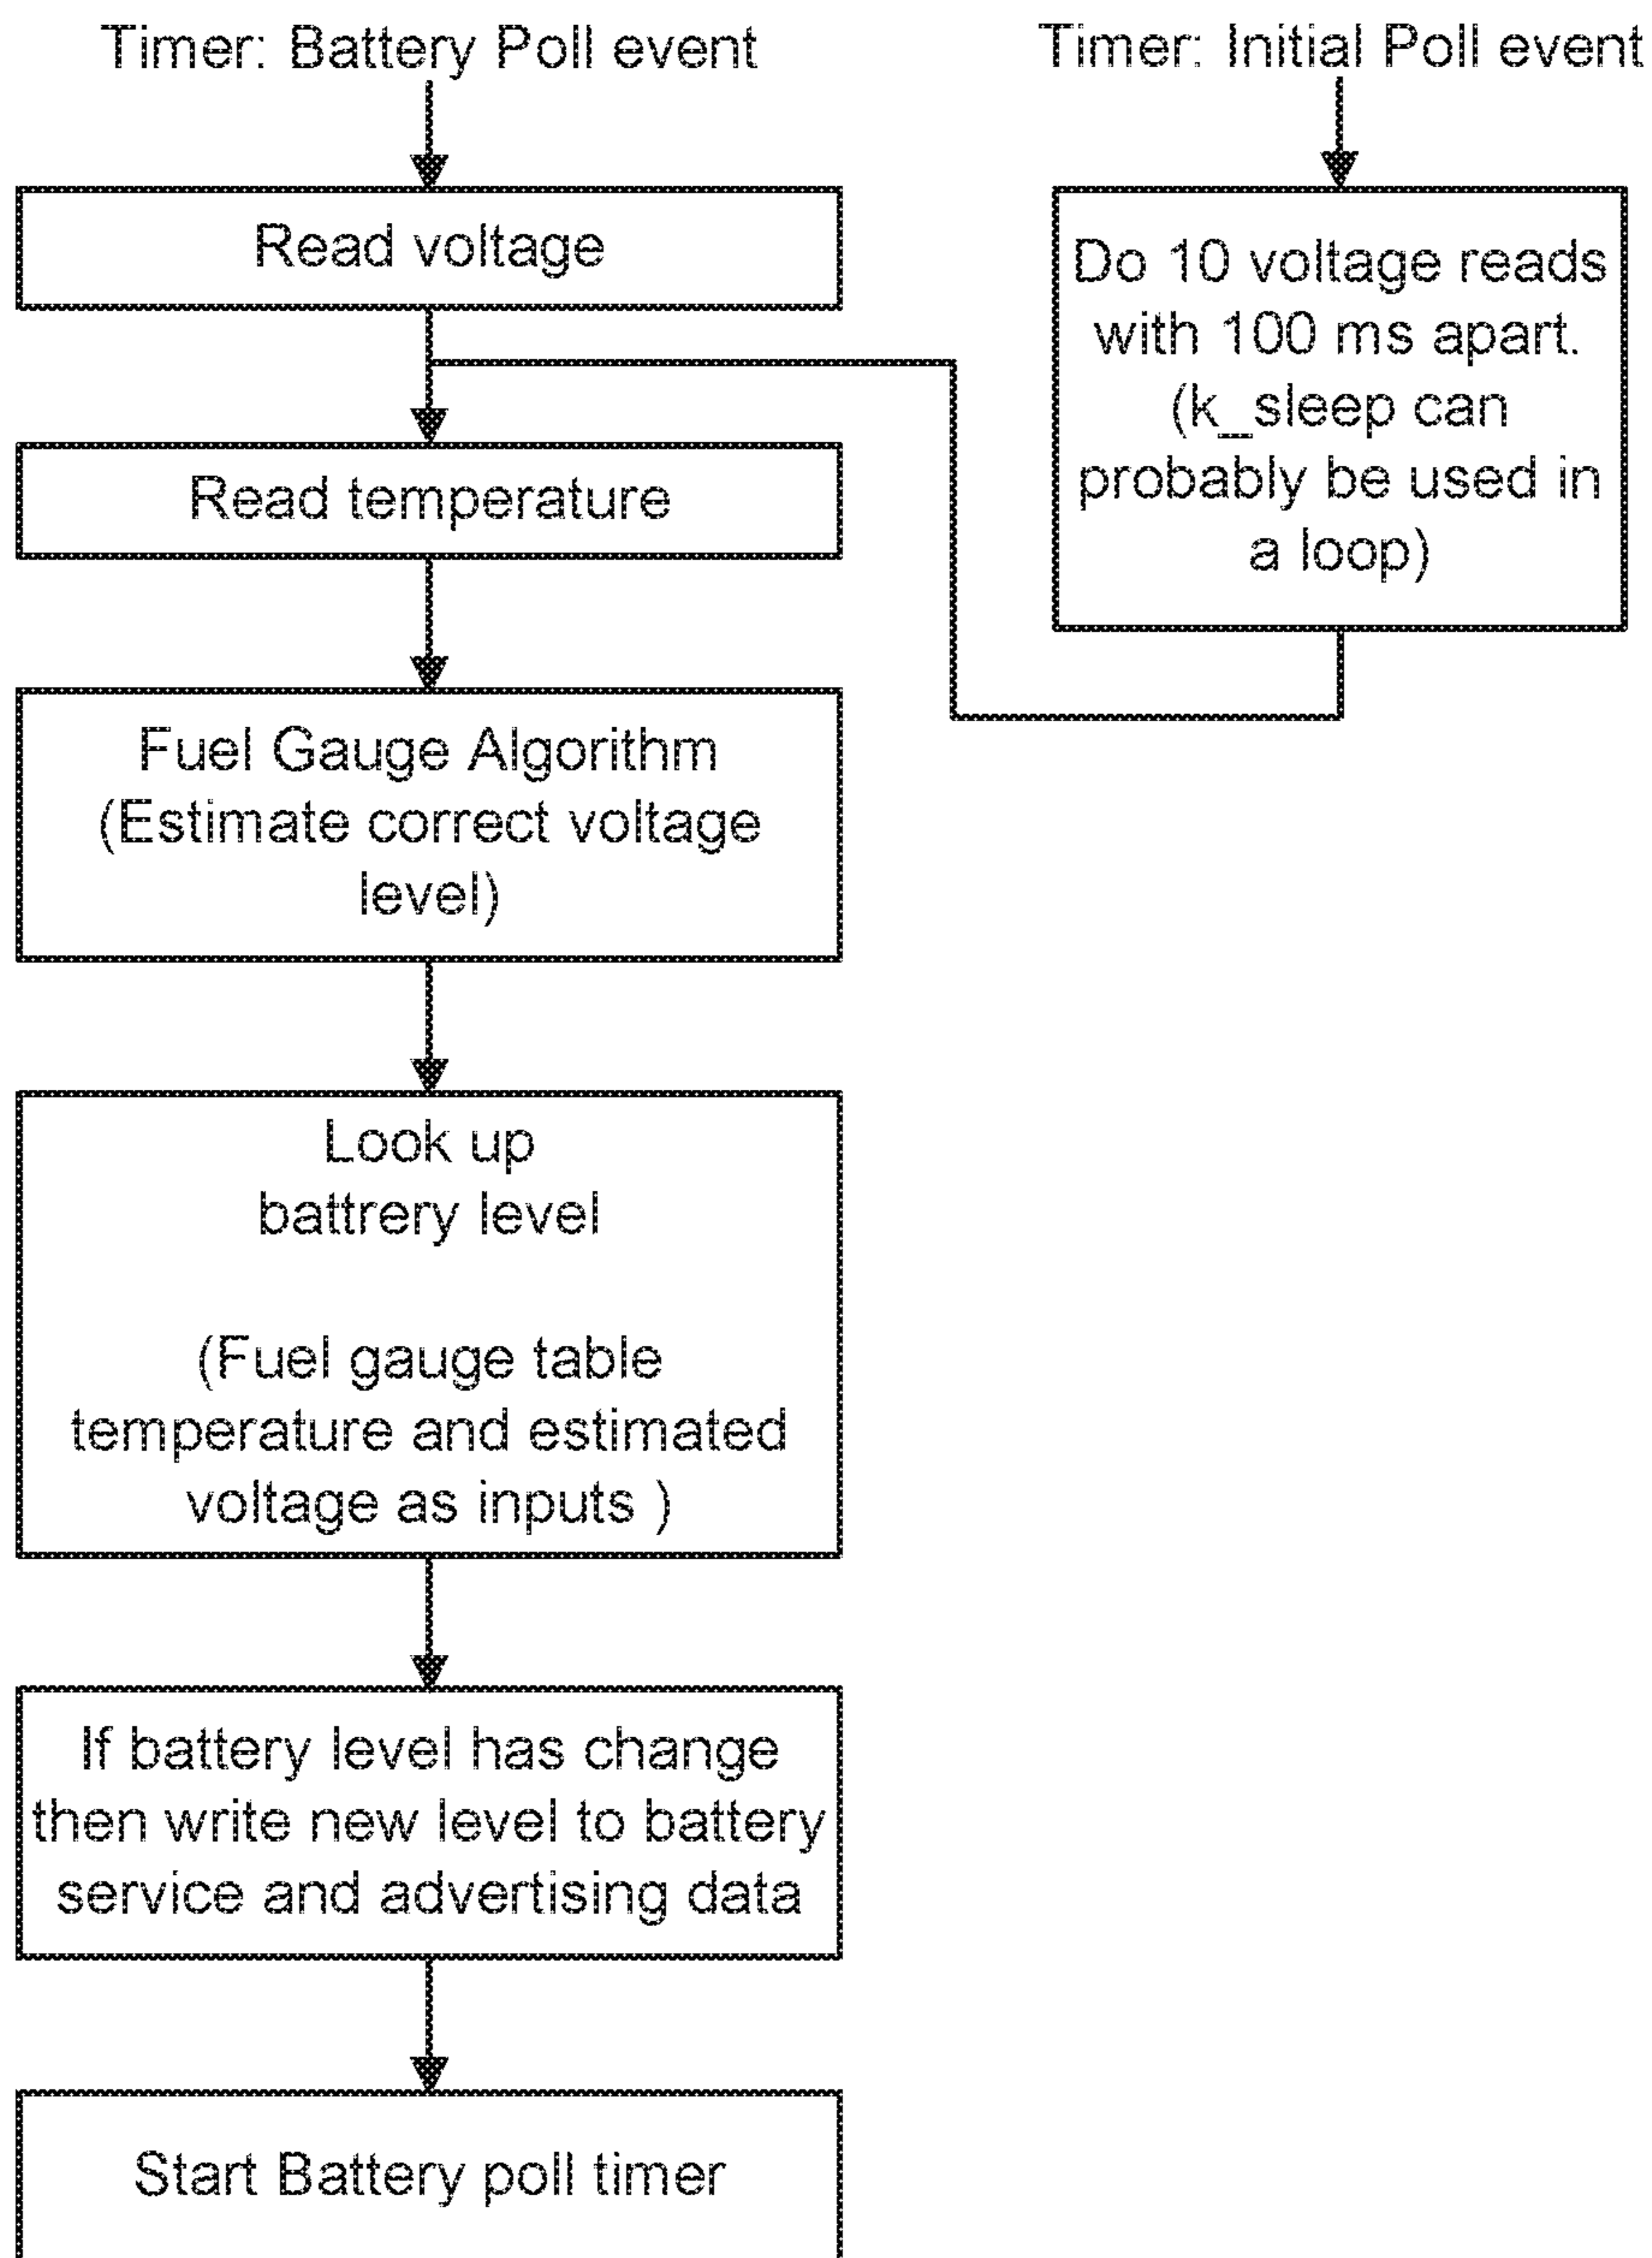 Timer: Battery Poll event
Read voltage
Read temperature
Fuel Gauge Algorithm
(Estimate correct voltage
level)
Look up
battrery level
(Fuel gauge table
temperature and estimated
voltage as inputs )
If battery level has change
then write new level to battery
service and advertising data
Start Battery poll timer
Timer: Initial Poll event
Do 10 voltage reads
with 100 ms apart.
(k_sleep can
probably be used in
a loop)